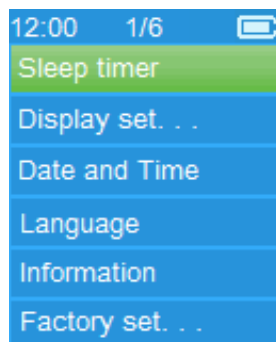 12:00 1/6
Sleep timer
Display set. . .
Date and Time
Language
Information
Factory set. . .